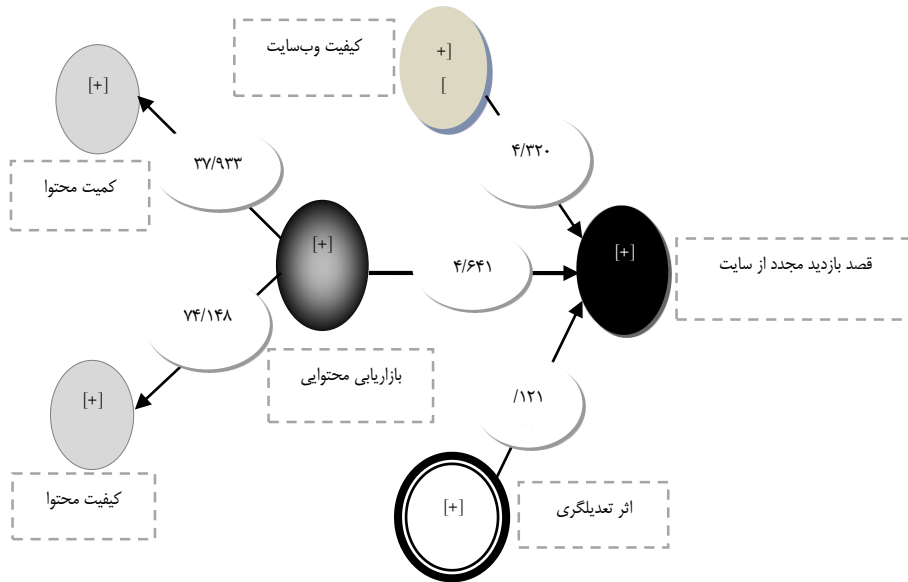 کیفیت وب‌سایت
[+
]
[+]
۳۷/۹۳۳
۴/۳۲۰
کمیت محتوا
[+]
۴/۶۴۱
[+]
قصد بازدید مجدد از سایت
۷۴/۱۴۸
بازاریابی محتوایی
[+]
/۱۲۱
کیفیت محتوا
[+]
اثر تعدیلگری